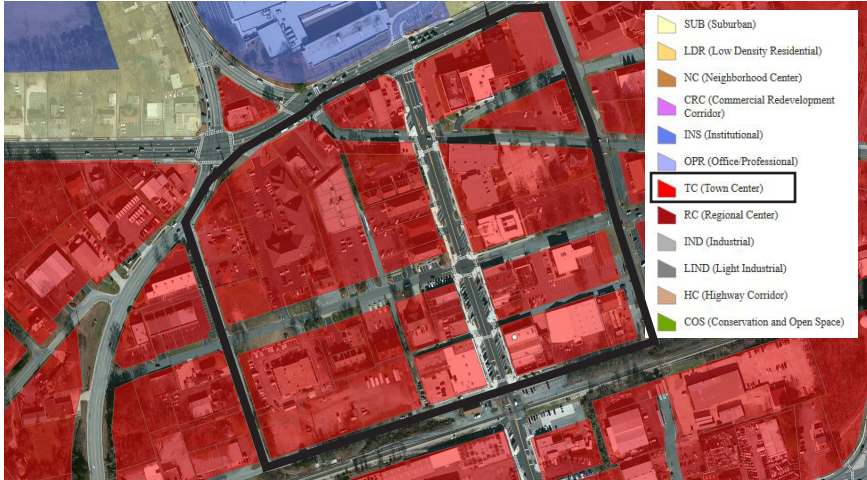 SUB (Suburban)
LDR (Low Density Residential)
NC (Neighborhood Center)
CRC (Commercial Redevelopment
Corridor)
INS (Institutional)
OPR (Office/Professional)
TC (Town Center)
RC (Regional Center)
IND (Industrial)
LIND (Light Industrial)
HC (Highway Corridor)
COS (Conservation and Open Space)